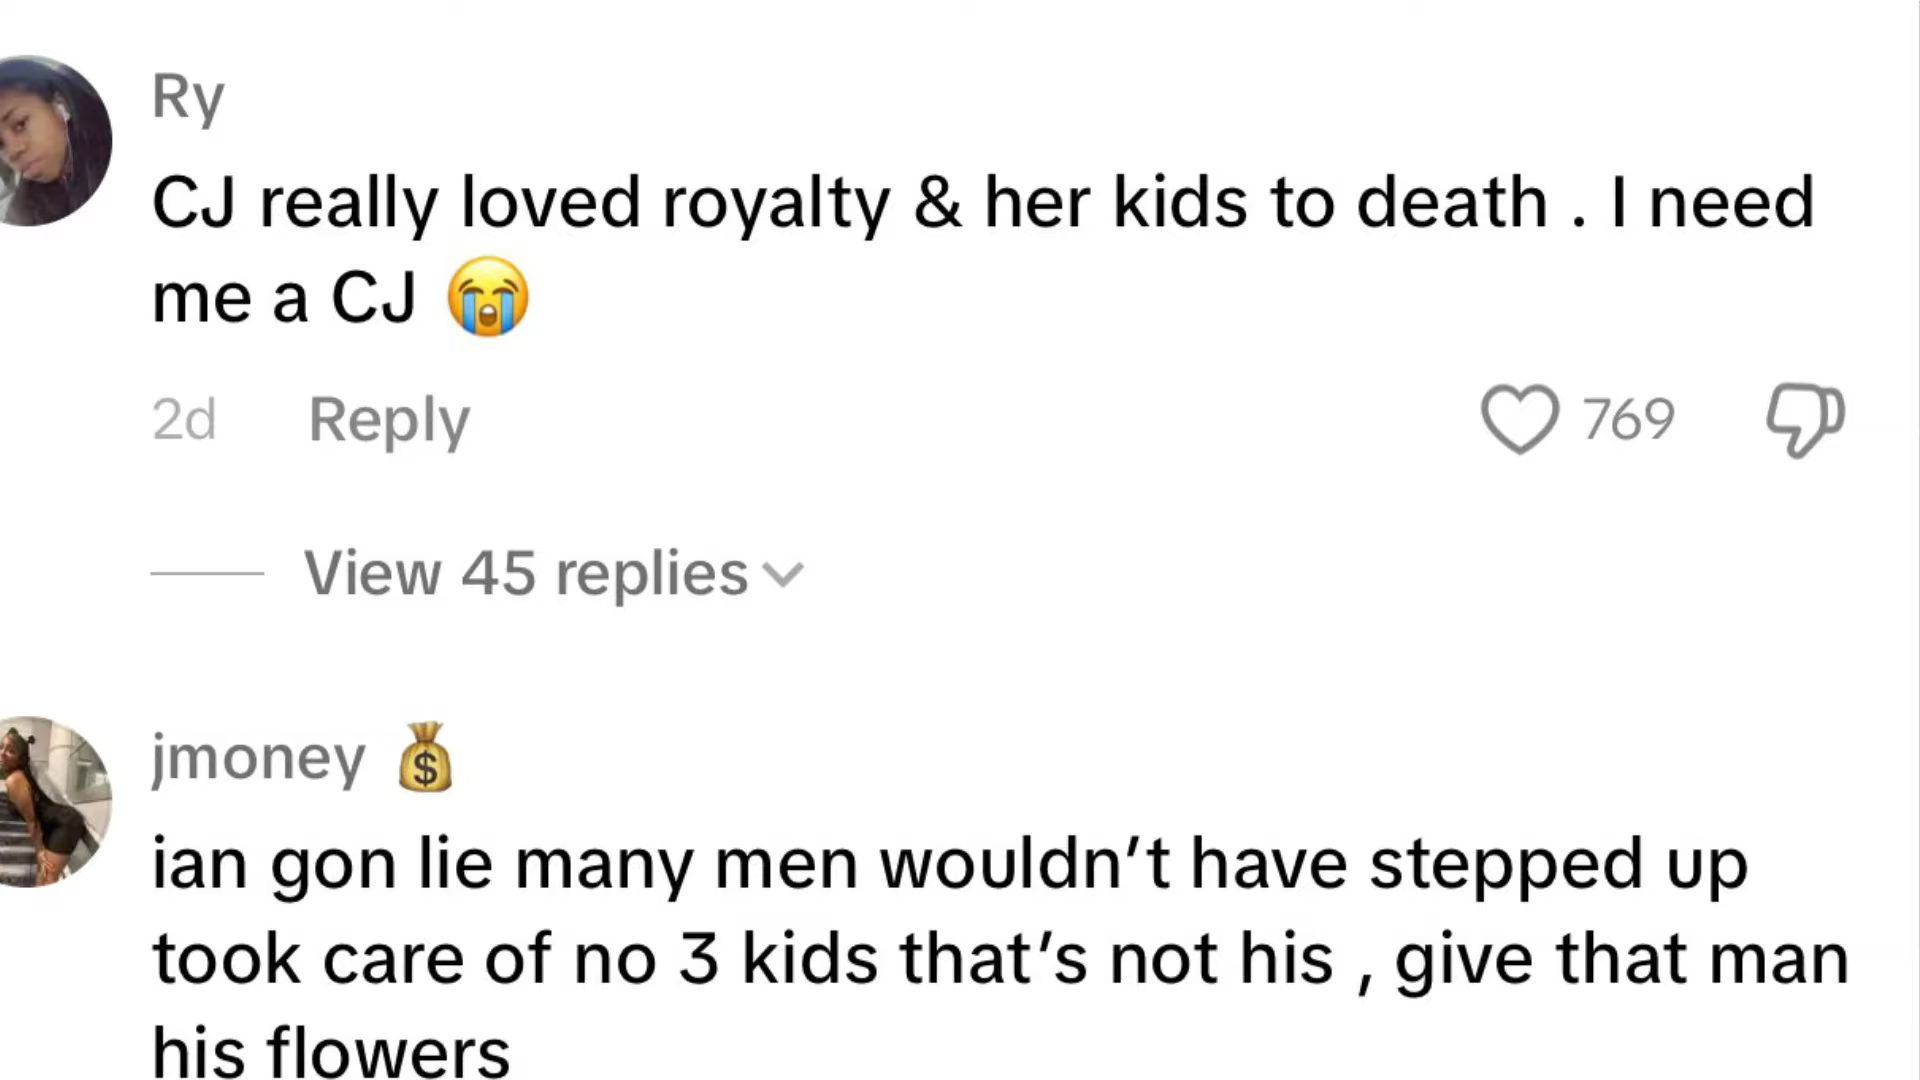 Ry
CJ really loved royalty & her kids to death . I need
me a CJ 😭
2d Reply 769
View 45 replies
jmoney 💰
ian gon lie many men wouldn’t have stepped up
took care of no 3 kids that’s not his , give that man
his flowers